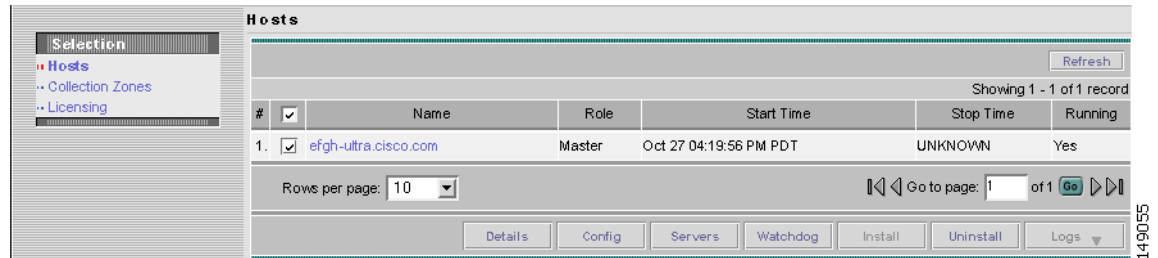 Hosts
Selection
Hosts
Collection Zones
Licensing
Refresh
Showing 1 - 1 of 1 record
# Name Role Start Time Stop Time Running
1. efgh-ultra.cisco.com Master Oct 27 04:19:56 PM PDT UNKNOWN Yes
Rows per page: 10 Go to page: 1 of 1 Go
Details Config Servers Watchdog Install Uninstall Logs
149055